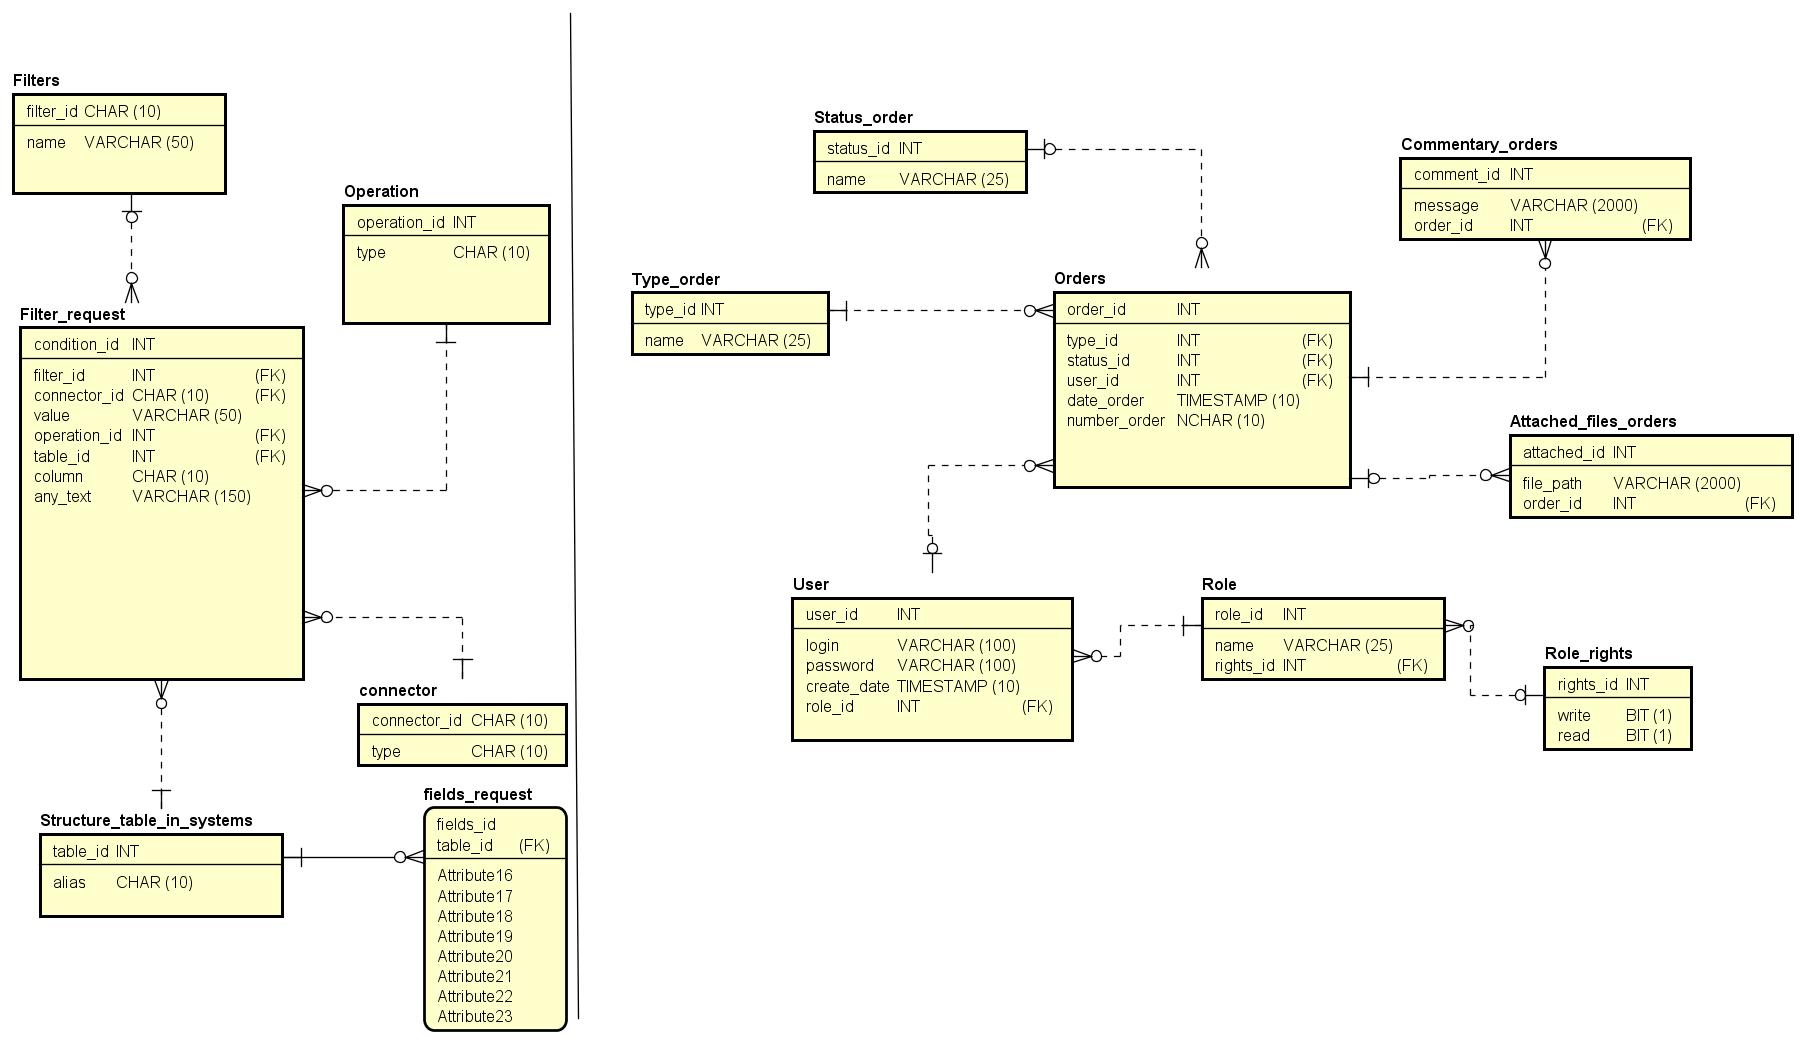 Filters
filter_id CHAR (10)
name VARCHAR (50)
Operation
operation_id INT
type CHAR (10)
Filter_request
condition_id INT
filter_id INT (FK)
connector_id CHAR (10) (FK)
value VARCHAR (50)
operation_id INT (FK)
table_id INT (FK)
column CHAR (10)
any_text VARCHAR (150)
connector
connector_id CHAR (10)
type CHAR (10)
Structure_table_in_systems
table_id INT
alias CHAR (10)
fields_request
fields_id
table_id (FK)
Attribute16
Attribute17
Attribute18
Attribute19
Attribute20
Attribute21
Attribute22
Attribute23
Status_order
status_id INT
name VARCHAR (25)
Commentary_orders
comment_id INT
message VARCHAR (2000)
order_id INT (FK)
Type_order
type_id INT
name VARCHAR (25)
Orders
order_id INT
type_id INT (FK)
status_id INT (FK)
user_id INT (FK)
date_order TIMESTAMP (10)
number_order NCHAR (10)
Attached_files_orders
attached_id INT
file_path VARCHAR (2000)
order_id INT (FK)
User
user_id INT
login VARCHAR (100)
password VARCHAR (100)
create_date TIMESTAMP (10)
role_id INT (FK)
Role
role_id INT
name VARCHAR (25)
rights_id INT (FK)
Role_rights
rights_id INT
write BIT (1)
read BIT (1)